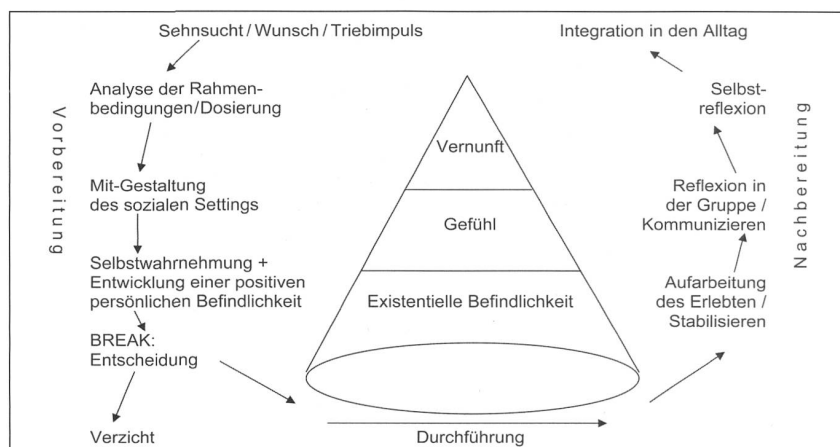 Sehnsucht / Wunsch / Triebimpuls
Analyse der Rahmen-
bedingungen/Dosierung
Mit-Gestaltung
des sozialen Settings
Selbstwahrnehmung +
Entwicklung einer positiven
persönlichen Befindlichkeit
BREAK:
Entscheidung
Verzicht
Vorbereitung
Vernunft
Gefühl
Existentielle Befindlichkeit
Durchführung
Integration in den Alltag
Selbst-
reflexion
Reflexion in
der Gruppe /
Kommunizieren
Aufarbeitung
des Erlebten /
Stabilisieren
Nachbereitung